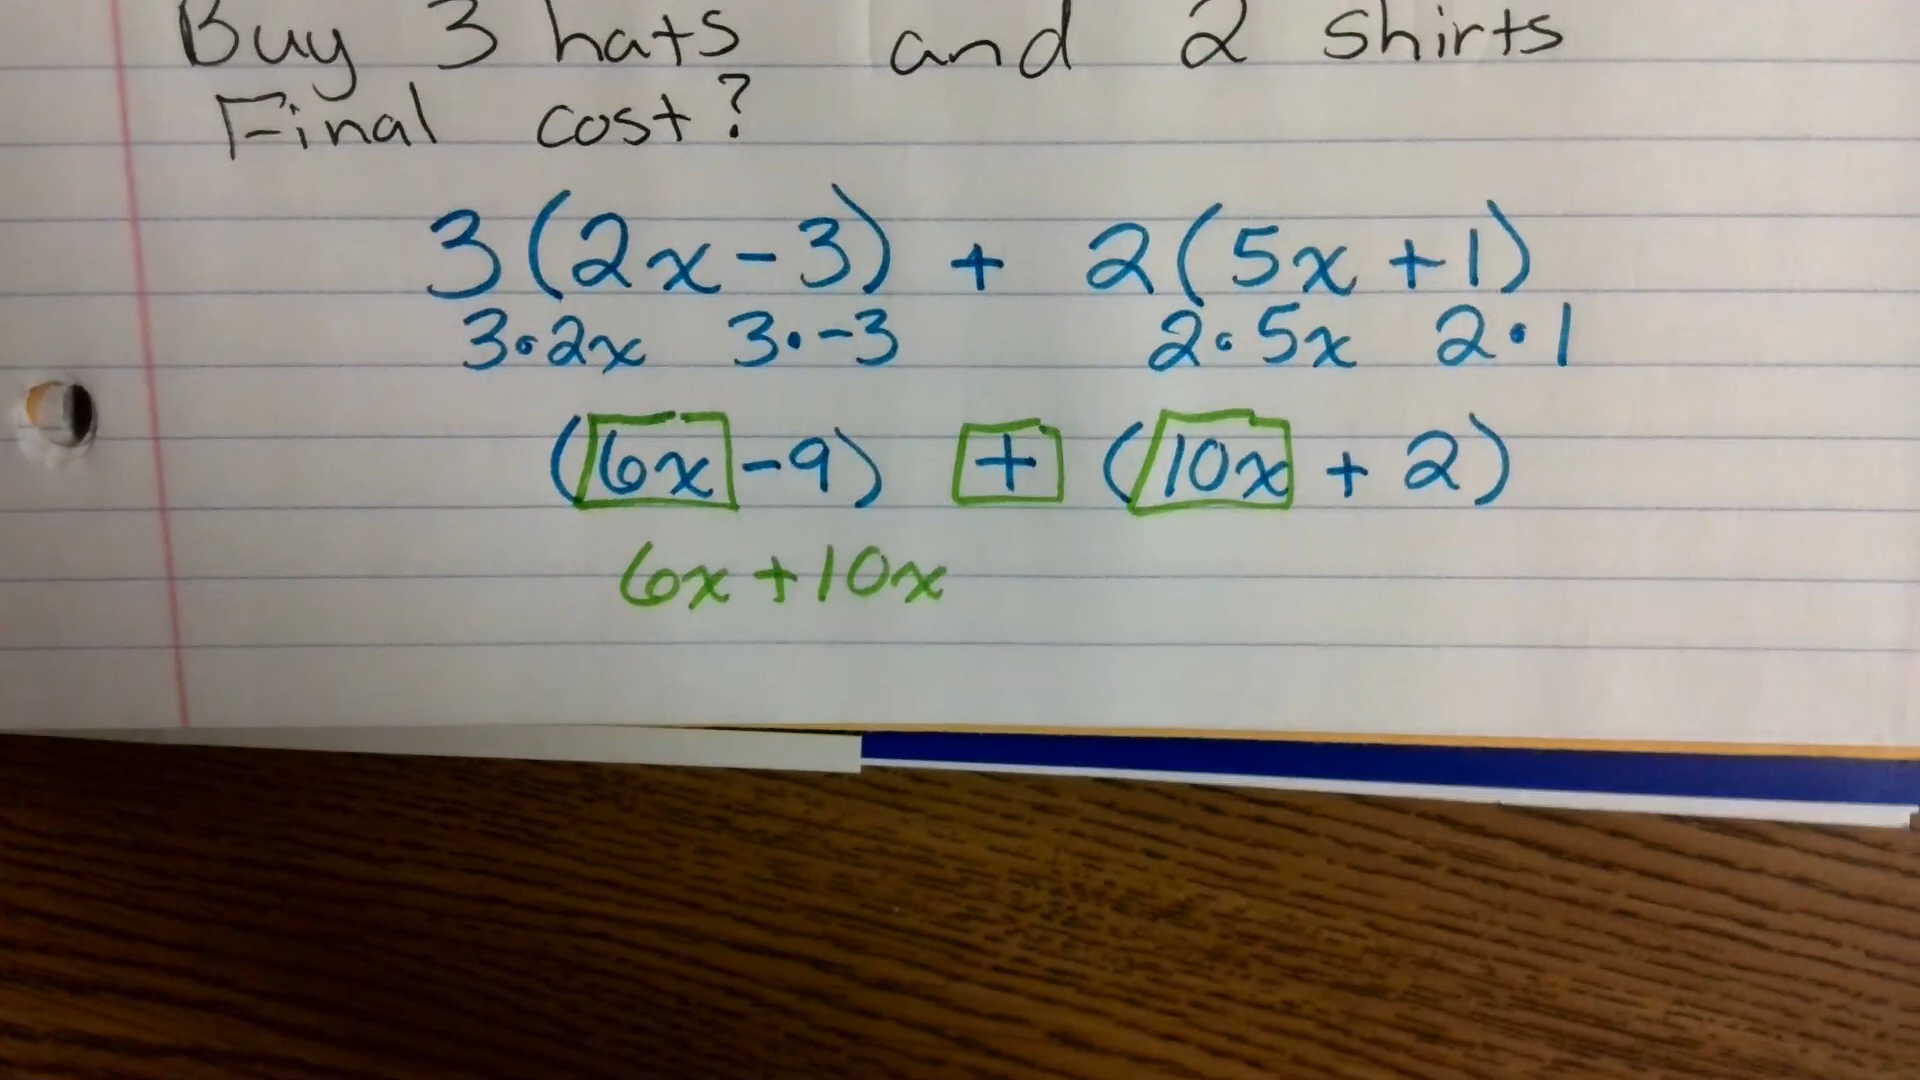 Buy 3 hats and 2 shirts
Final cost?
3(2x-3) + 2(5x+1)
3•2x 3•-3 2•5x 2•1
(6x-9) + (10x+2)
6x+10x